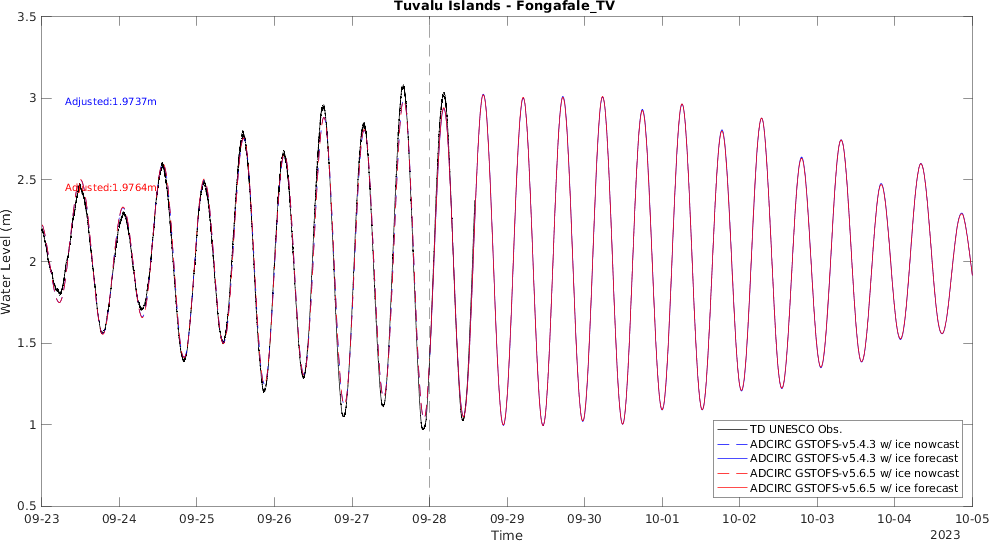 Tuvalu Islands - Fongafale_TV
3.5
3
2.5
2
1.5
1
0.5
Water Level (m)
Adjusted:1.9737m
Adjusted:1.9764m
TD UNESCO Obs.
ADCIRC GSTOFS-v5.4.3 w/ ice nowcast
ADCIRC GSTOFS-v5.4.3 w/ ice forecast
ADCIRC GSTOFS-v5.6.5 w/ ice nowcast
ADCIRC GSTOFS-v5.6.5 w/ ice forecast
09-23 09-24 09-25 09-26 09-27 09-28 09-29 09-30 10-01 10-02 10-03 10-04 10-05
Time
2023